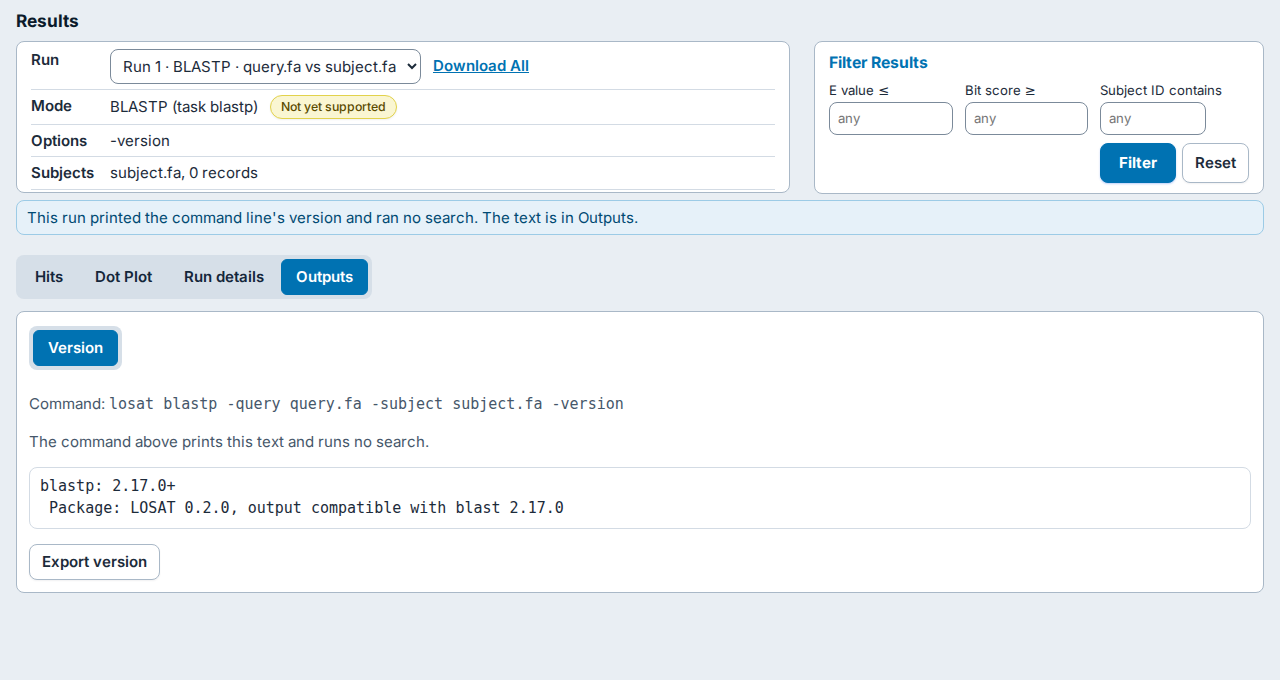 Results
Run
Run 1 · BLASTP · query.fa vs subject.fa
Download All
Mode
BLASTP (task blastp)
Not yet supported
Options
-version
Subjects
subject.fa, 0 records
Filter Results
E value ≤
Bit score ≥
Subject ID contains
any
any
any
Filter
Reset
This run printed the command line's version and ran no search. The text is in Outputs.
Hits
Dot Plot
Run details
Outputs
Version
Command: losat blastp -query query.fa -subject subject.fa -version
The command above prints this text and runs no search.
blastp: 2.17.0+
Package: LOSAT 0.2.0, output compatible with blast 2.17.0
Export version